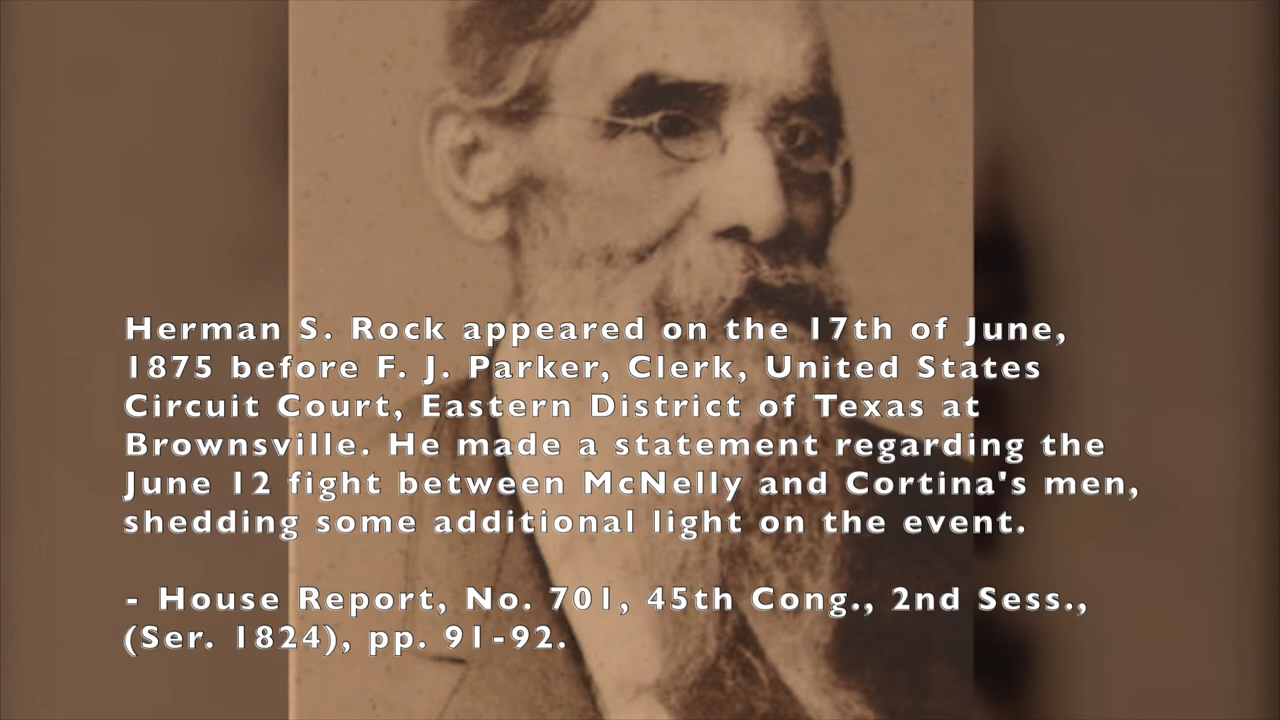 Herman S. Rock appeared on the 17th of June,
1875 before F. J. Parker, Clerk, United States
Circuit Court, Eastern District of Texas at
Brownsville. He made a statement regarding the
June 12 fight between McNelly and Cortina's men,
shedding some additional light on the event.
- House Report, No. 701, 45th Cong., 2nd Sess.,
(Ser. 1824), pp. 91-92.